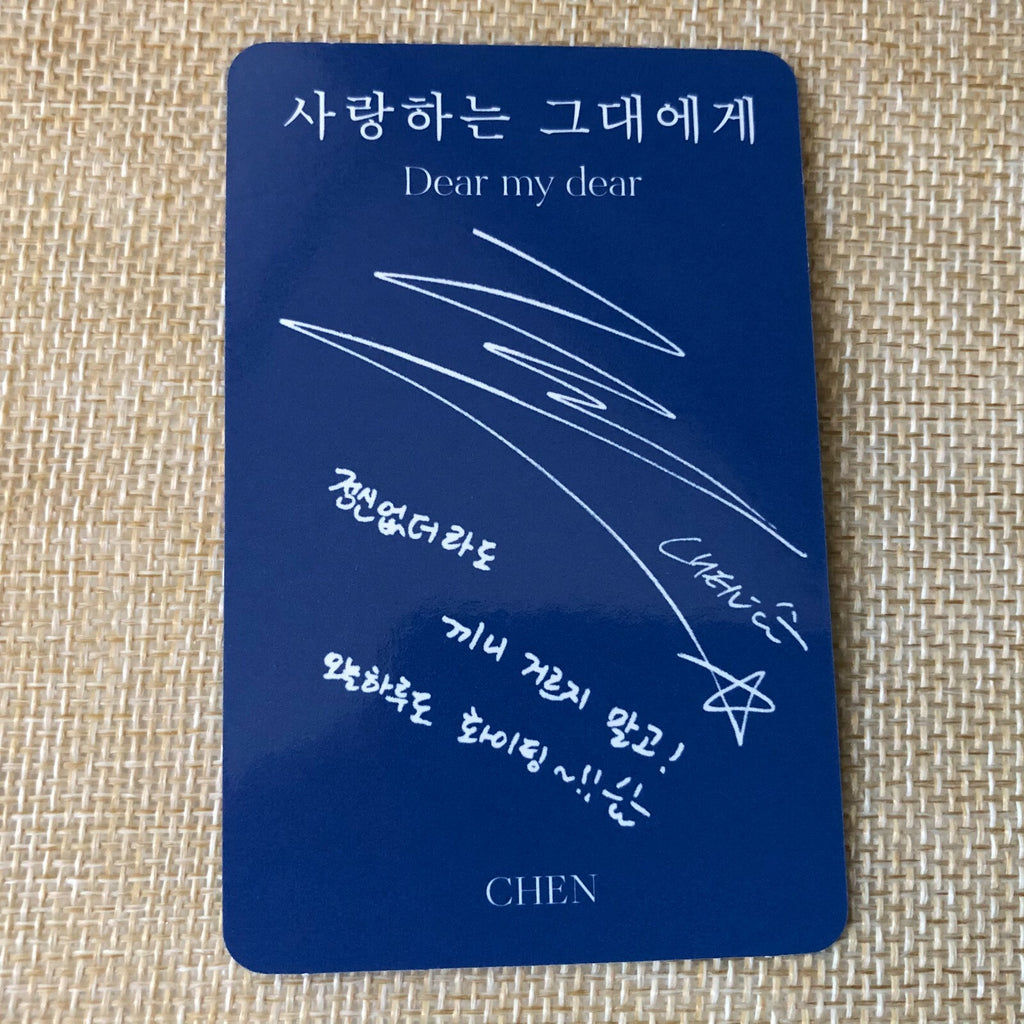 사랑하는 그대에게
Dear my dear
정신없더라도
끼니 거르지 말고!
오늘하루도 화이팅~!!
CHEN